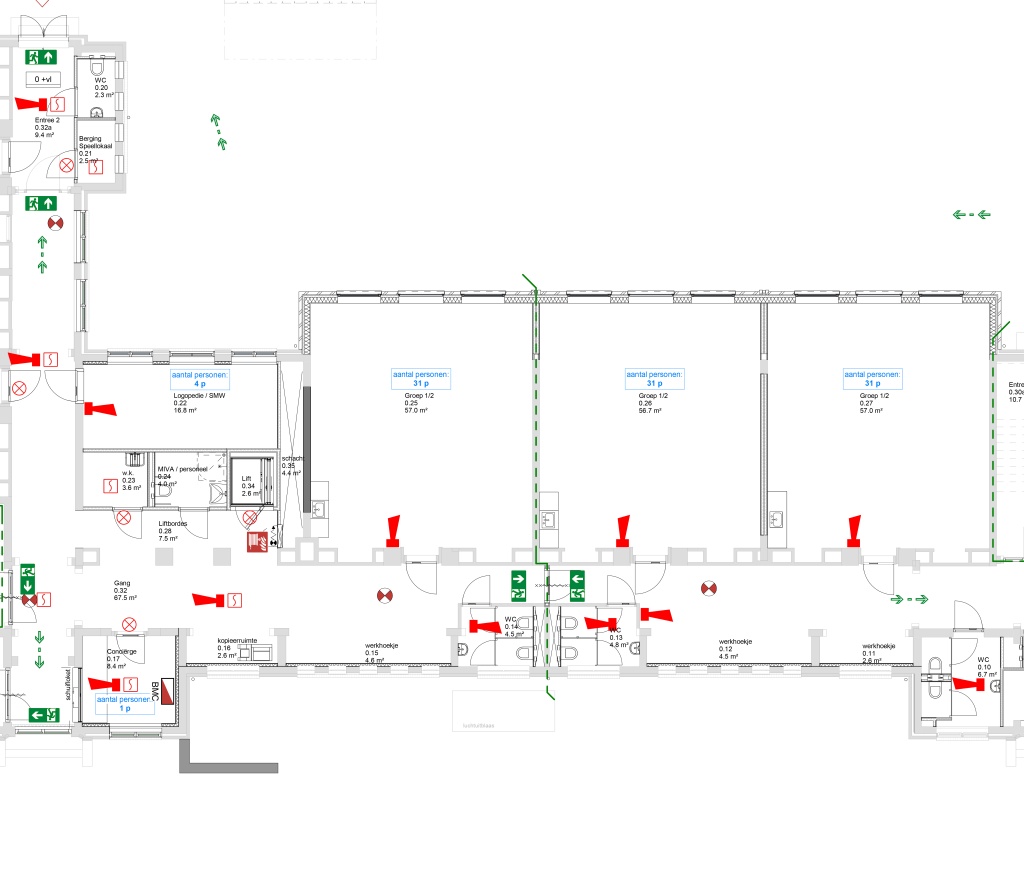 0 +vl
WC
0.20
2.3 m²
Entree 2
0.32a
9.4 m²
Berging
Speellokaal
0.21
2.5 m²
aantal personen:
4 p
Logopedie / SMW
0.22
16.8 m²
aantal personen:
31 p
Groep 1/2
0.25
57.0 m²
aantal personen:
31 p
Groep 1/2
0.26
56.7 m²
aantal personen:
31 p
Groep 1/2
0.27
57.0 m²
Entre
0.30a
10.7
w.k.
0.23
3.6 m²
MIVA / personeel
0.24
4.0 m²
Lift
0.34
2.6 m²
schacht
0.35
4.4 m²
Liftbordes
0.28
7.5 m²
Gang
0.32
67.5 m²
kopieerruimte
0.16
2.6 m²
werkhoekje
0.15
4.6 m²
WC
0.14
4.5 m²
WC
0.13
4.8 m²
werkhoekje
0.12
4.5 m²
werkhoekje
0.11
2.6 m²
WC
0.10
6.7 m²
Conciërge
0.17
8.4 m²
BMC
aantal personen:
1 p
luchtuitblaas